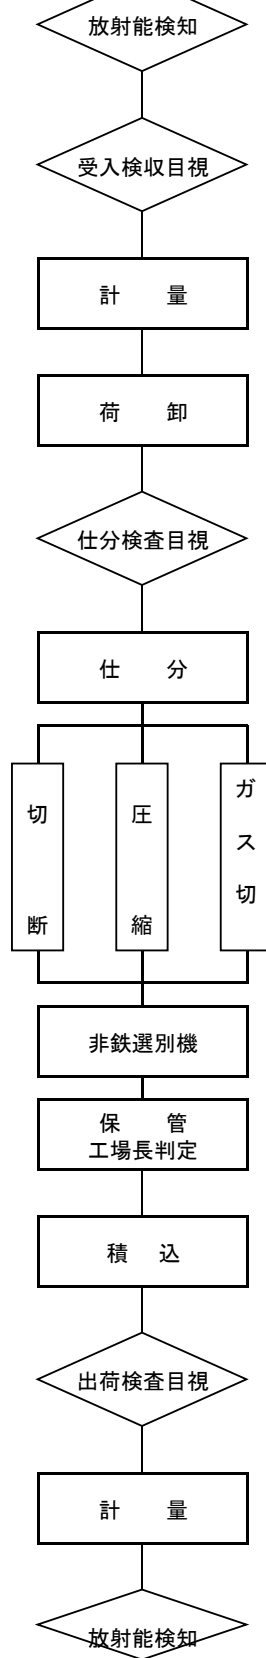 放射能検知
受入検収目視
計　量
荷　卸
仕分検査目視
仕　分
切断
圧縮
ガス切
非鉄選別機
保　管
工場長判定
積　込
出荷検査目視
計　量
放射能検知